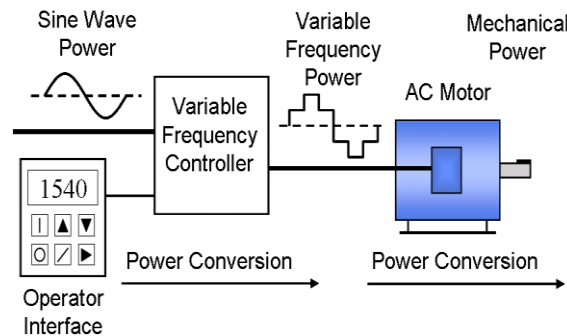 Sine Wave
Power
Variable
Frequency
Power
Mechanical
Power
AC Motor
Variable
Frequency
Controller
1540
Power Conversion
Power Conversion
Operator
Interface